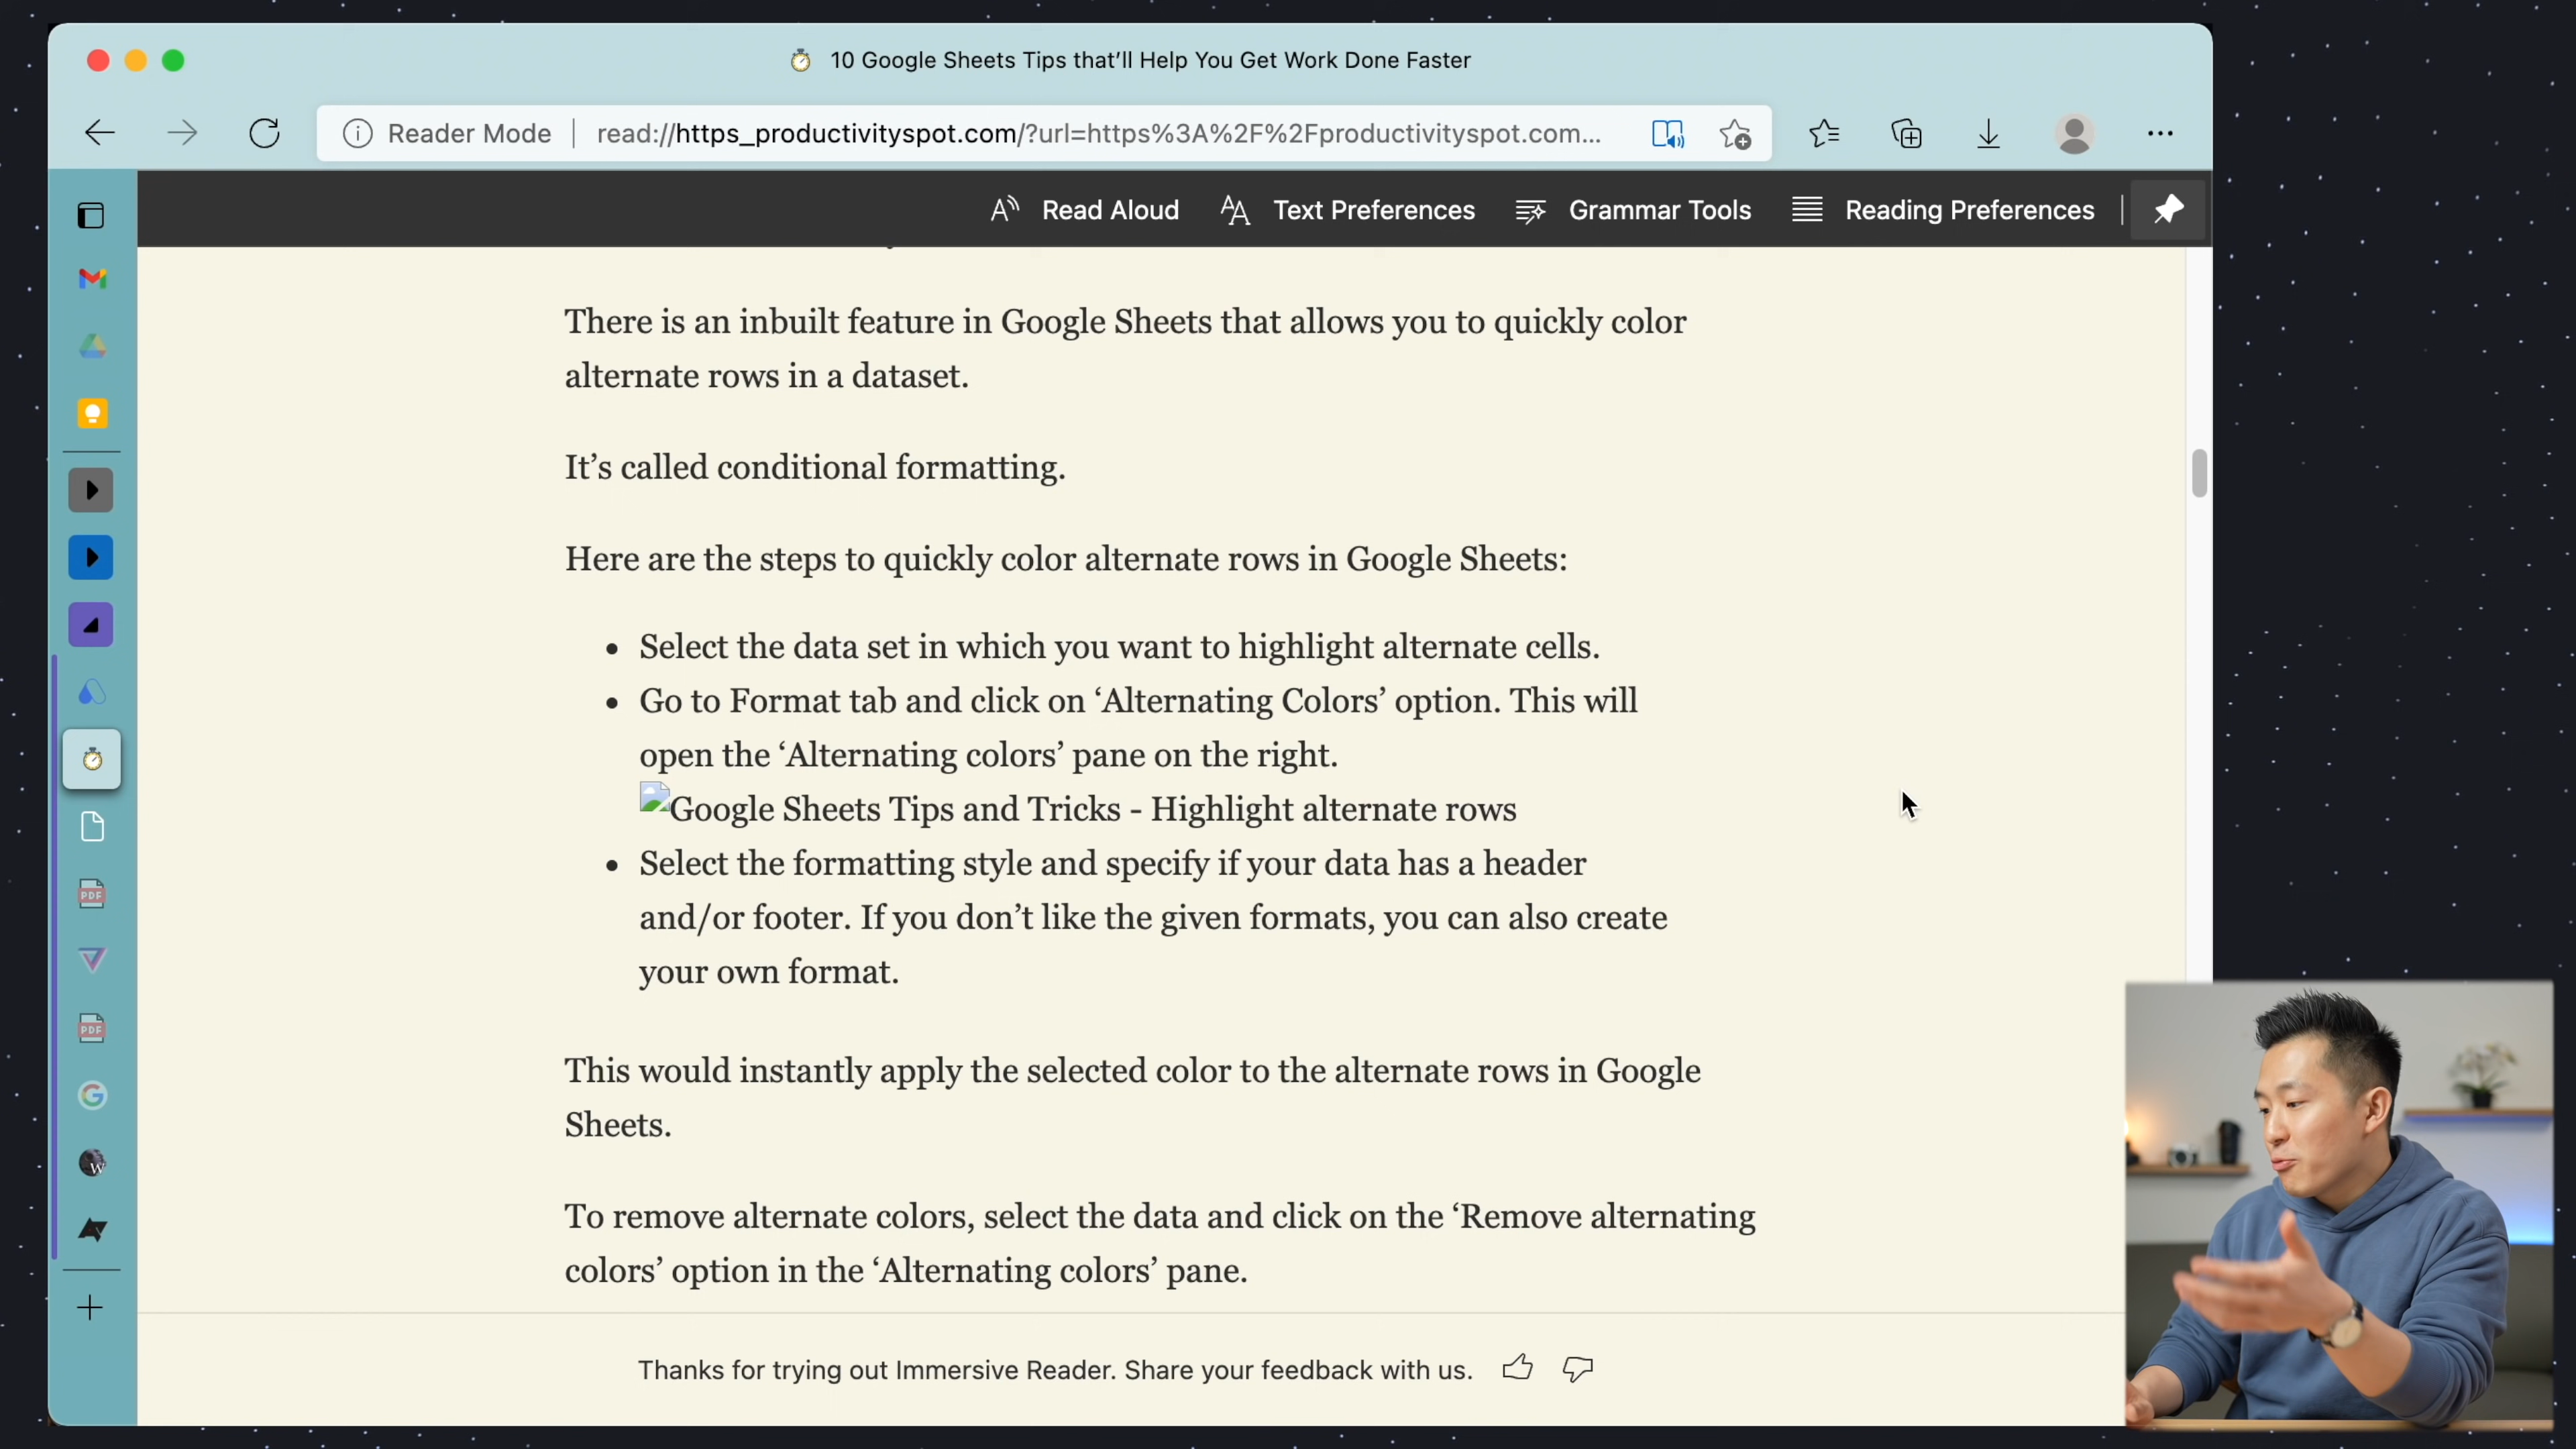 10 Google Sheets Tips that’ll Help You Get Work Done Faster
Reader Mode read://https_productivityspot.com/?url=https%3A%2F%2Fproductivityspot.com...
Read Aloud Text Preferences Grammar Tools Reading Preferences
There is an inbuilt feature in Google Sheets that allows you to quickly color
alternate rows in a dataset.
It’s called conditional formatting.
Here are the steps to quickly color alternate rows in Google Sheets:
• Select the data set in which you want to highlight alternate cells.
• Go to Format tab and click on ‘Alternating Colors’ option. This will
open the ‘Alternating colors’ pane on the right.
Google Sheets Tips and Tricks - Highlight alternate rows
• Select the formatting style and specify if your data has a header
and/or footer. If you don’t like the given formats, you can also create
your own format.
This would instantly apply the selected color to the alternate rows in Google
Sheets.
To remove alternate colors, select the data and click on the ‘Remove alternating
colors’ option in the ‘Alternating colors’ pane.
Thanks for trying out Immersive Reader. Share your feedback with us.
PDF
PDF
G
W